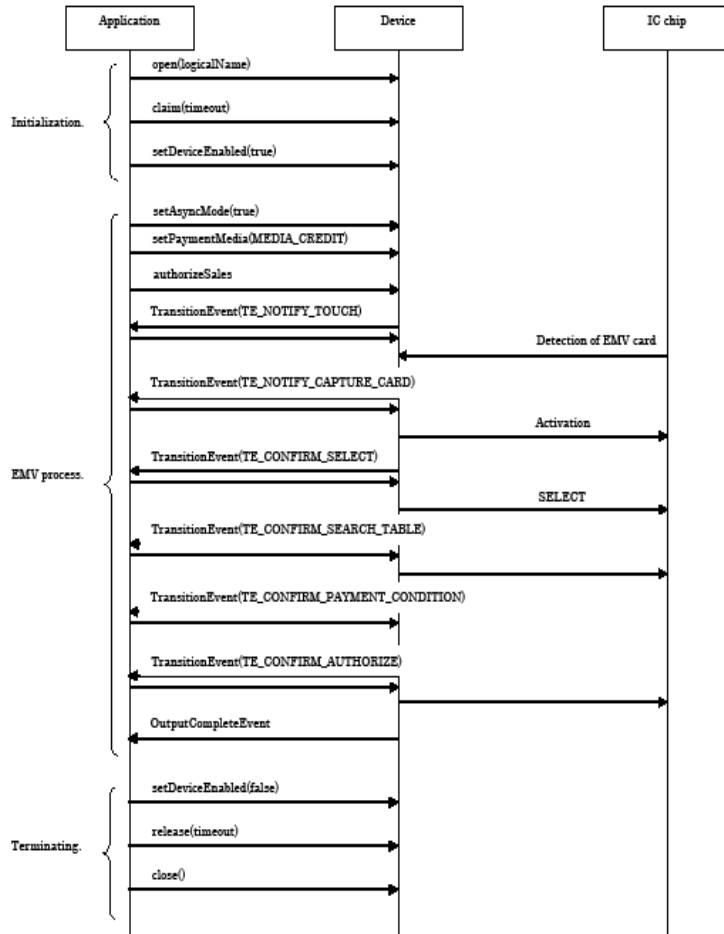 Application
Device
IC chip
open(logicalName)
claim(timeout)
Initialization.
setDeviceEnabled(true)
setAsyncMode(true)
setPaymentMedia(MEDIA_CREDIT)
authorizeSales
TransitionEvent(TE_NOTIFY_TOUCH)
Detection of EMV card
TransitionEvent(TE_NOTIFY_CAPTURE_CARD)
Activation
TransitionEvent(TE_CONFIRM_SELECT)
EMV process.
SELECT
TransitionEvent(TE_CONFIRM_SEARCH_TABLE)
TransitionEvent(TE_CONFIRM_PAYMENT_CONDITION)
TransitionEvent(TE_CONFIRM_AUTHORIZE)
OutputCompleteEvent
setDeviceEnabled(false)
release(timeout)
Terminating.
close()